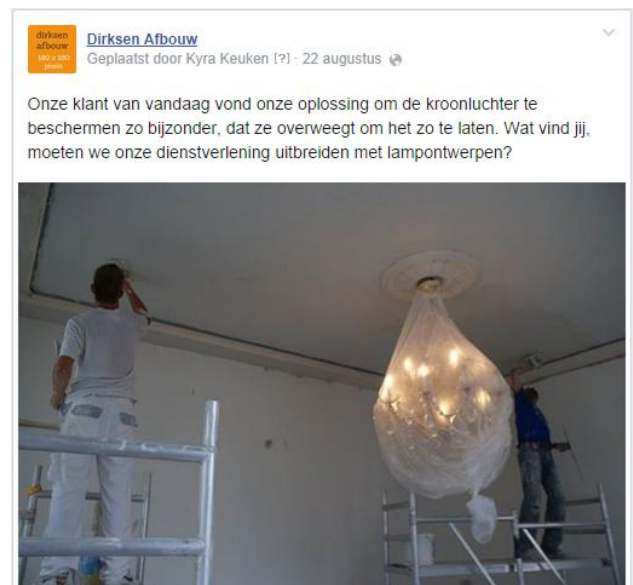 dirksen
afbouw
180 x 180
pixels
Dirksen Afbouw
Geplaatst door Kyra Keuken [?] · 22 augustus
Onze klant van vandaag vond onze oplossing om de kroonluchter te
beschermen zo bijzonder, dat ze overweegt om het zo te laten. Wat vind jij,
moeten we onze dienstverlening uitbreiden met lampontwerpen?